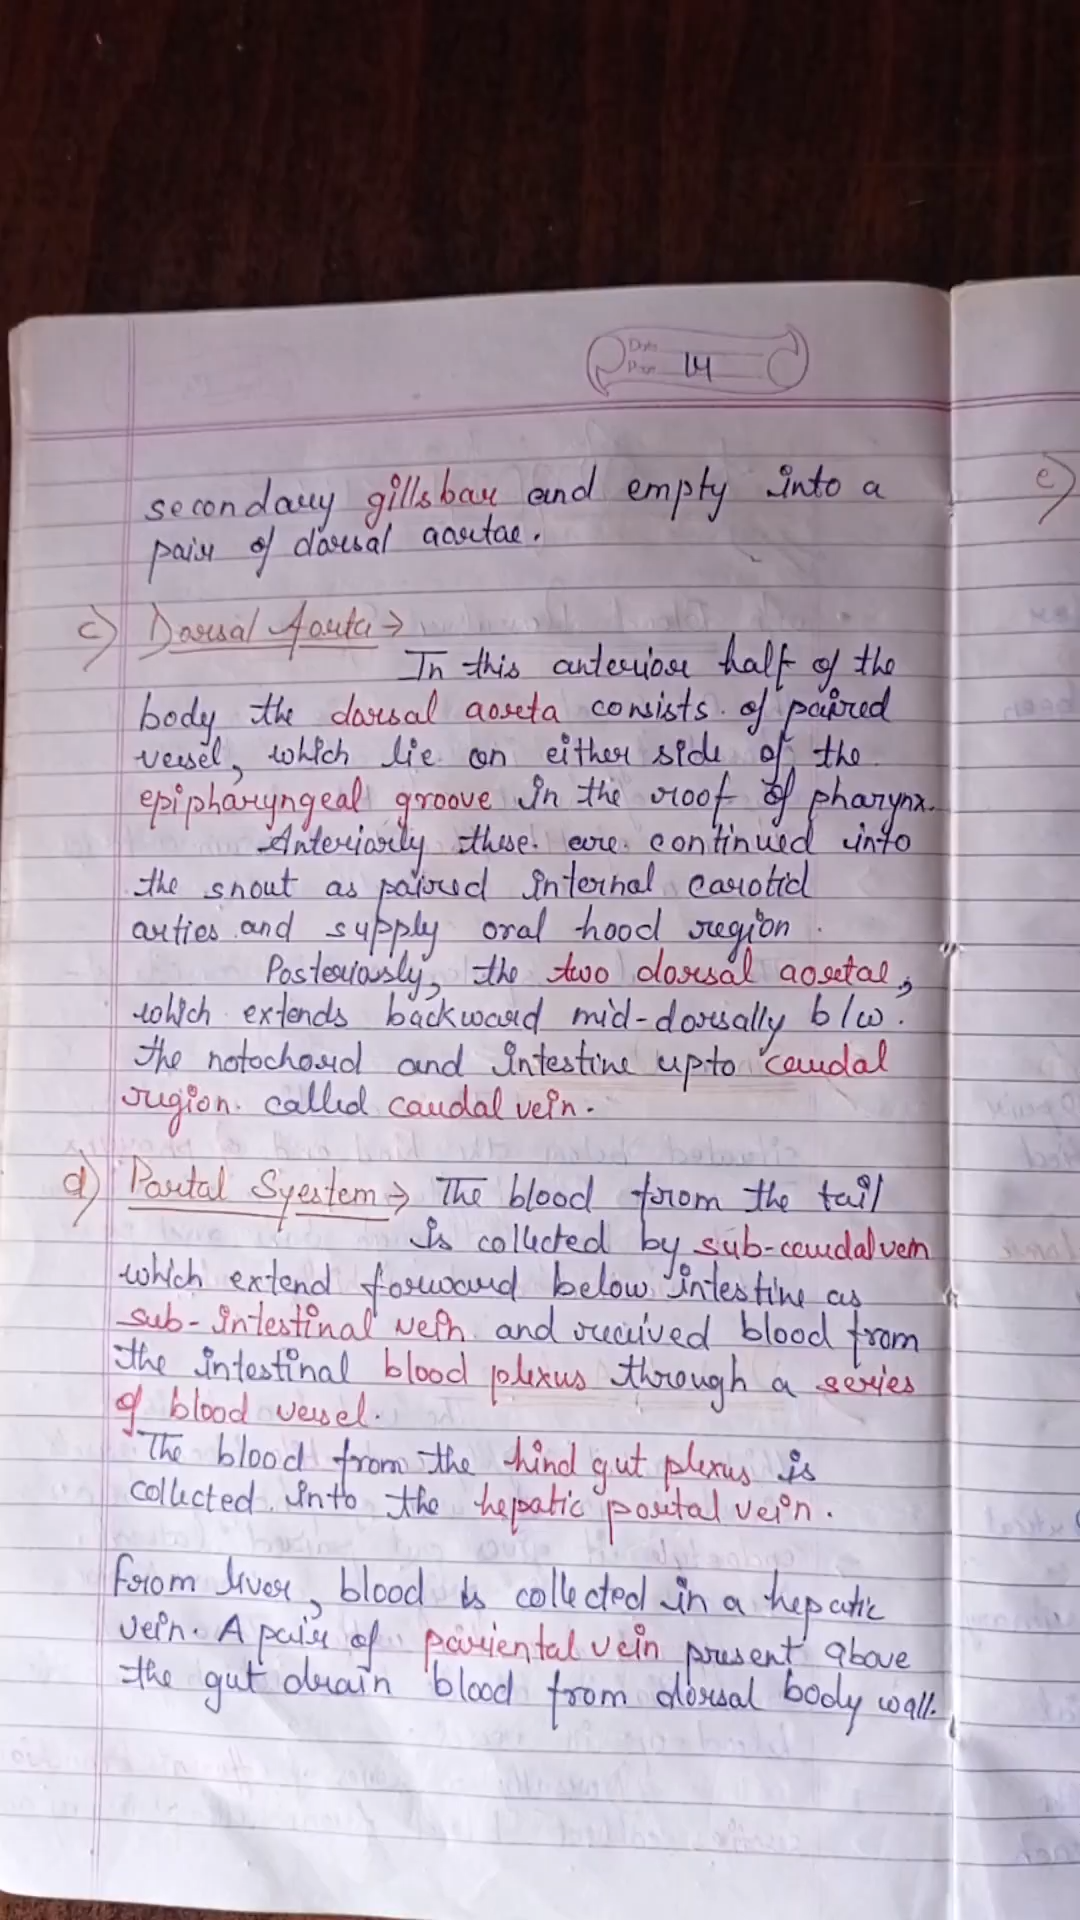 Date
Page 14
secondary gillsbar and empty into a
pair of dorsal aortae.
c) Dorsal Aorta →
In this anterior half of the
body the dorsal aorta consists of paired
vessel, which lie on either side of the
epipharyngeal groove in the roof of pharynx.
Anteriorly these are continued into
the snout as paired internal carotid
arties and supply oral hood region.
Posteriorly, the two dorsal aortae,
which extends backward mid-dorsally b/w.
the notochord and intestine upto caudal
region. called caudal vein.
d) Portal Syestem → The blood from the tail
is collected by sub-caudal vein
which extend forward below intestine as
sub-intestinal vein and received blood from
the intestinal blood plexus through a series
of blood vessel.
The blood from the hind gut plexus is
collected into the hepatic portal vein.
From liver, blood is collected in a hepatic
vein. A pair of pariental vein present above
the gut drain blood from dorsal body wall.
e)